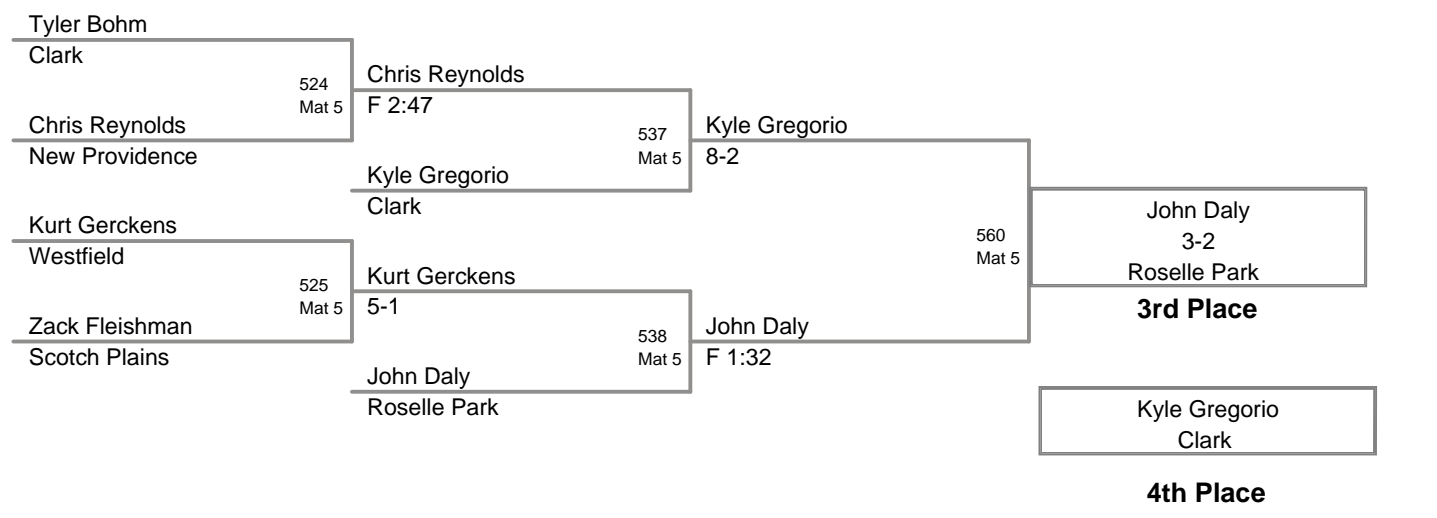 Tyler Bohm
Clark
524
Mat 5
Chris Reynolds
F 2:47
Chris Reynolds
New Providence
537
Mat 5
Kyle Gregorio
8-2
Kyle Gregorio
Clark
Kurt Gerckens
Westfield
525
Mat 5
Kurt Gerckens
5-1
Zack Fleishman
Scotch Plains
538
Mat 5
John Daly
F 1:32
John Daly
Roselle Park
560
Mat 5
John Daly
3-2
Roselle Park
3rd Place
Kyle Gregorio
Clark
4th Place